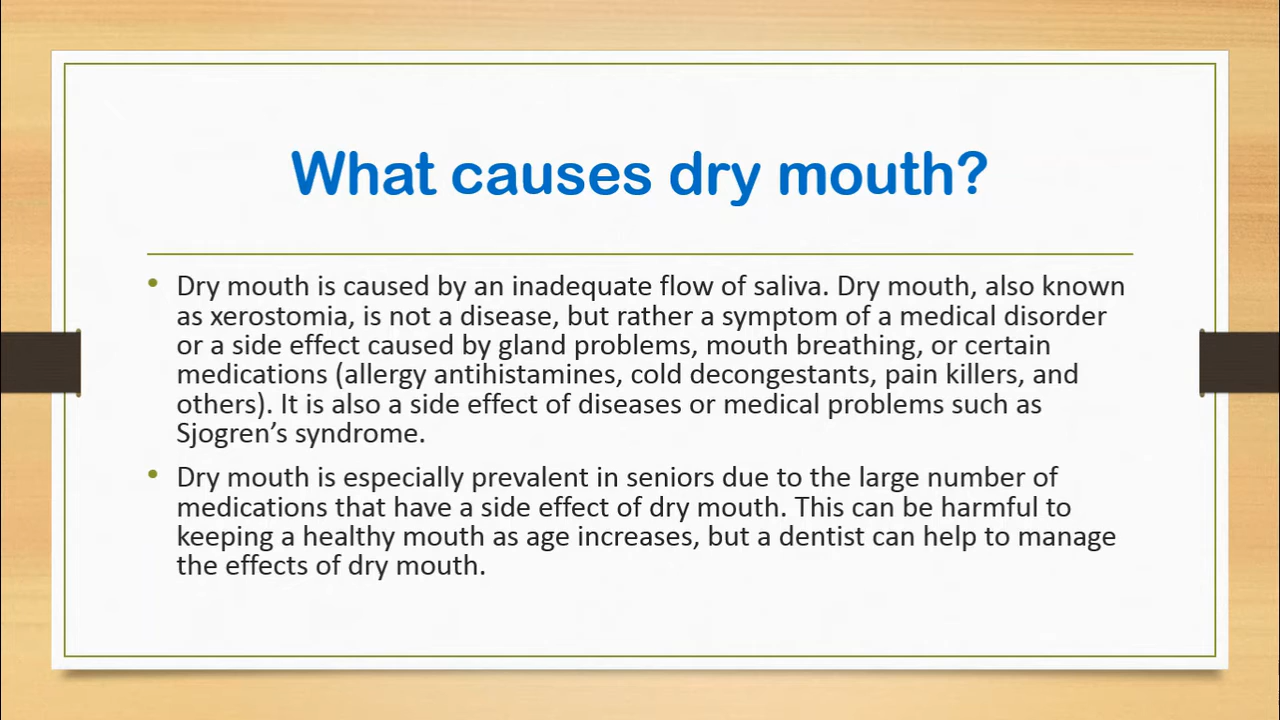 What causes dry mouth?
• Dry mouth is caused by an inadequate flow of saliva. Dry mouth, also known
as xerostomia, is not a disease, but rather a symptom of a medical disorder
or a side effect caused by gland problems, mouth breathing, or certain
medications (allergy antihistamines, cold decongestants, pain killers, and
others). It is also a side effect of diseases or medical problems such as
Sjogren’s syndrome.
• Dry mouth is especially prevalent in seniors due to the large number of
medications that have a side effect of dry mouth. This can be harmful to
keeping a healthy mouth as age increases, but a dentist can help to manage
the effects of dry mouth.